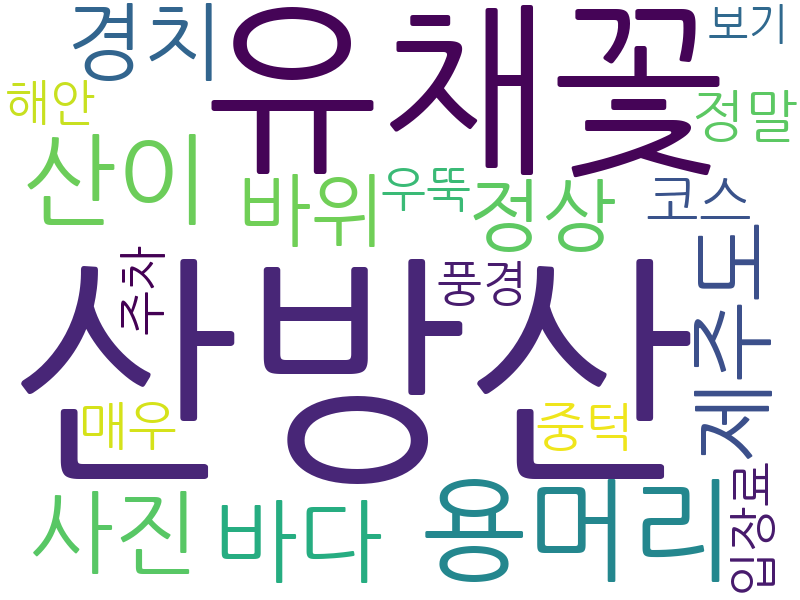 경치
유채꽃
보기
해안
정말
산이
바위
우뚝
정상
코스
주차
풍경
제주도
산방산
매우
중턱
사진
바다
용머리
입장료